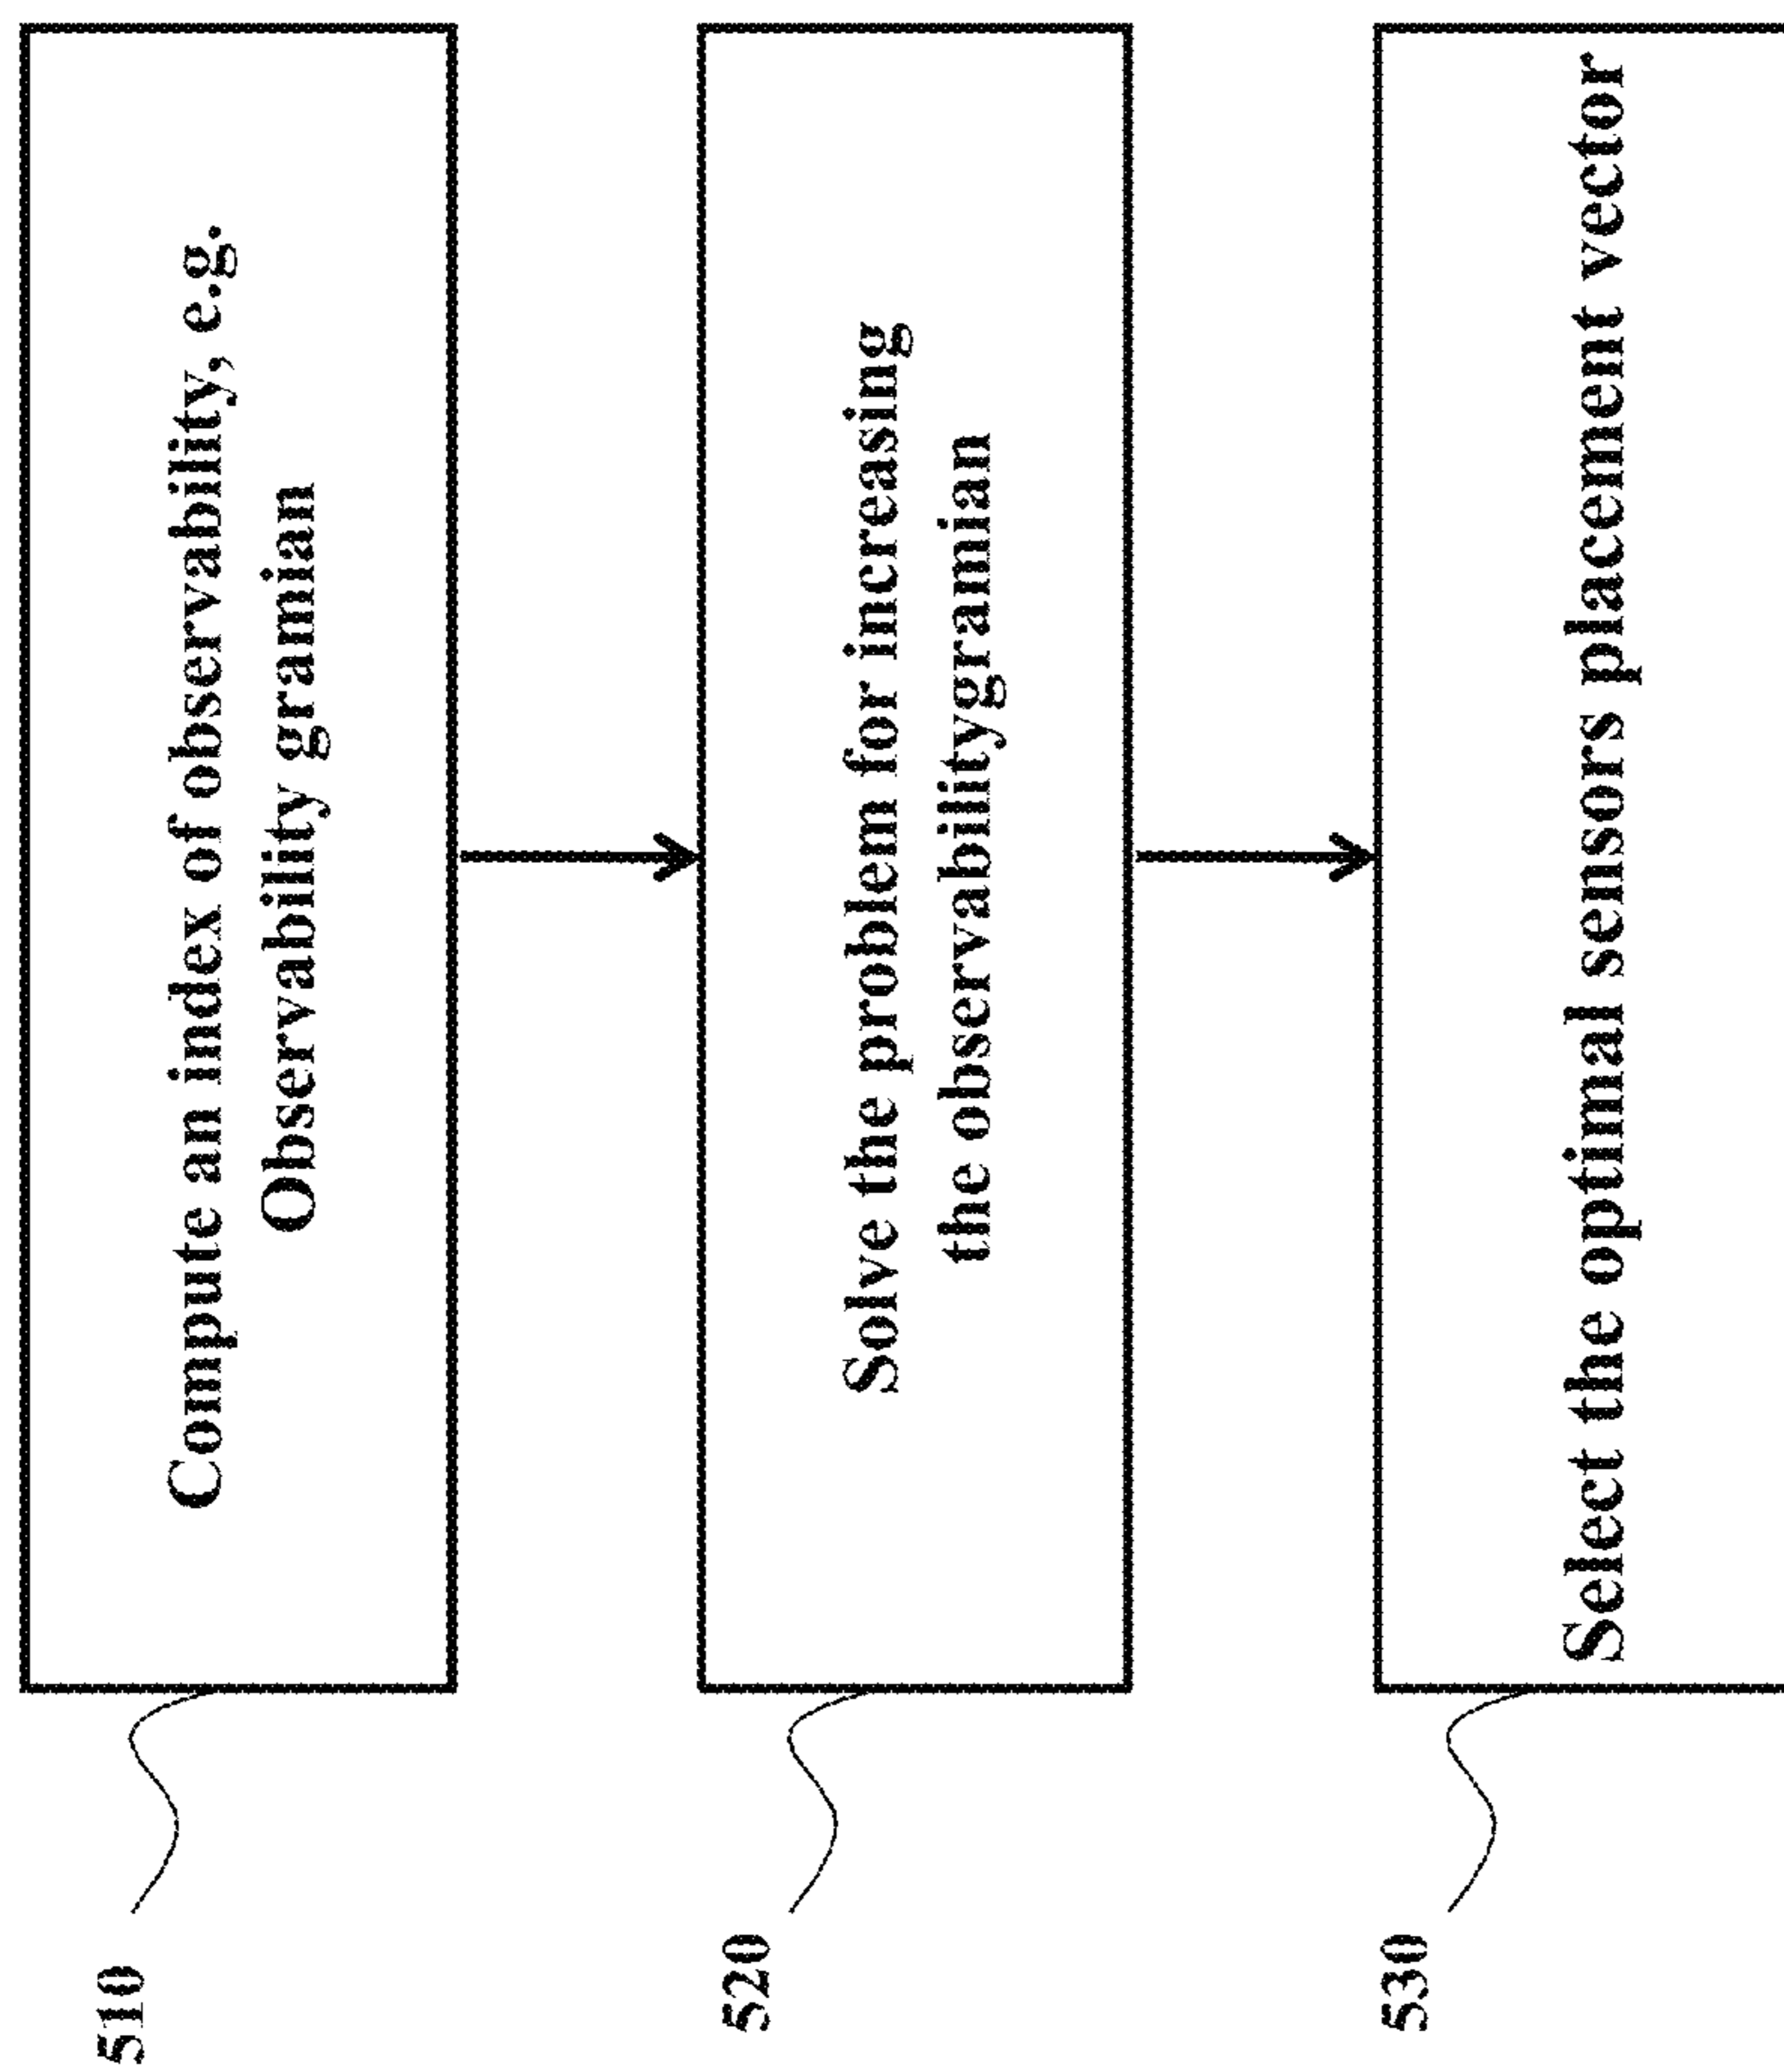 510
Compute an index of observability, e.g.
Observability gramian
520
Solve the problem for increasing
the observabilitygramian
530
Select the optimal sensors placement vector